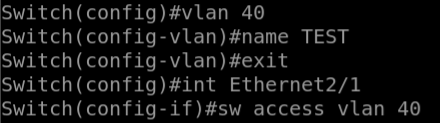 Switch(config)#vlan 40
Switch(config-vlan)#name TEST
Switch(config-vlan)#exit
Switch(config)#int Ethernet2/1
Switch(config-if)#sw access vlan 40